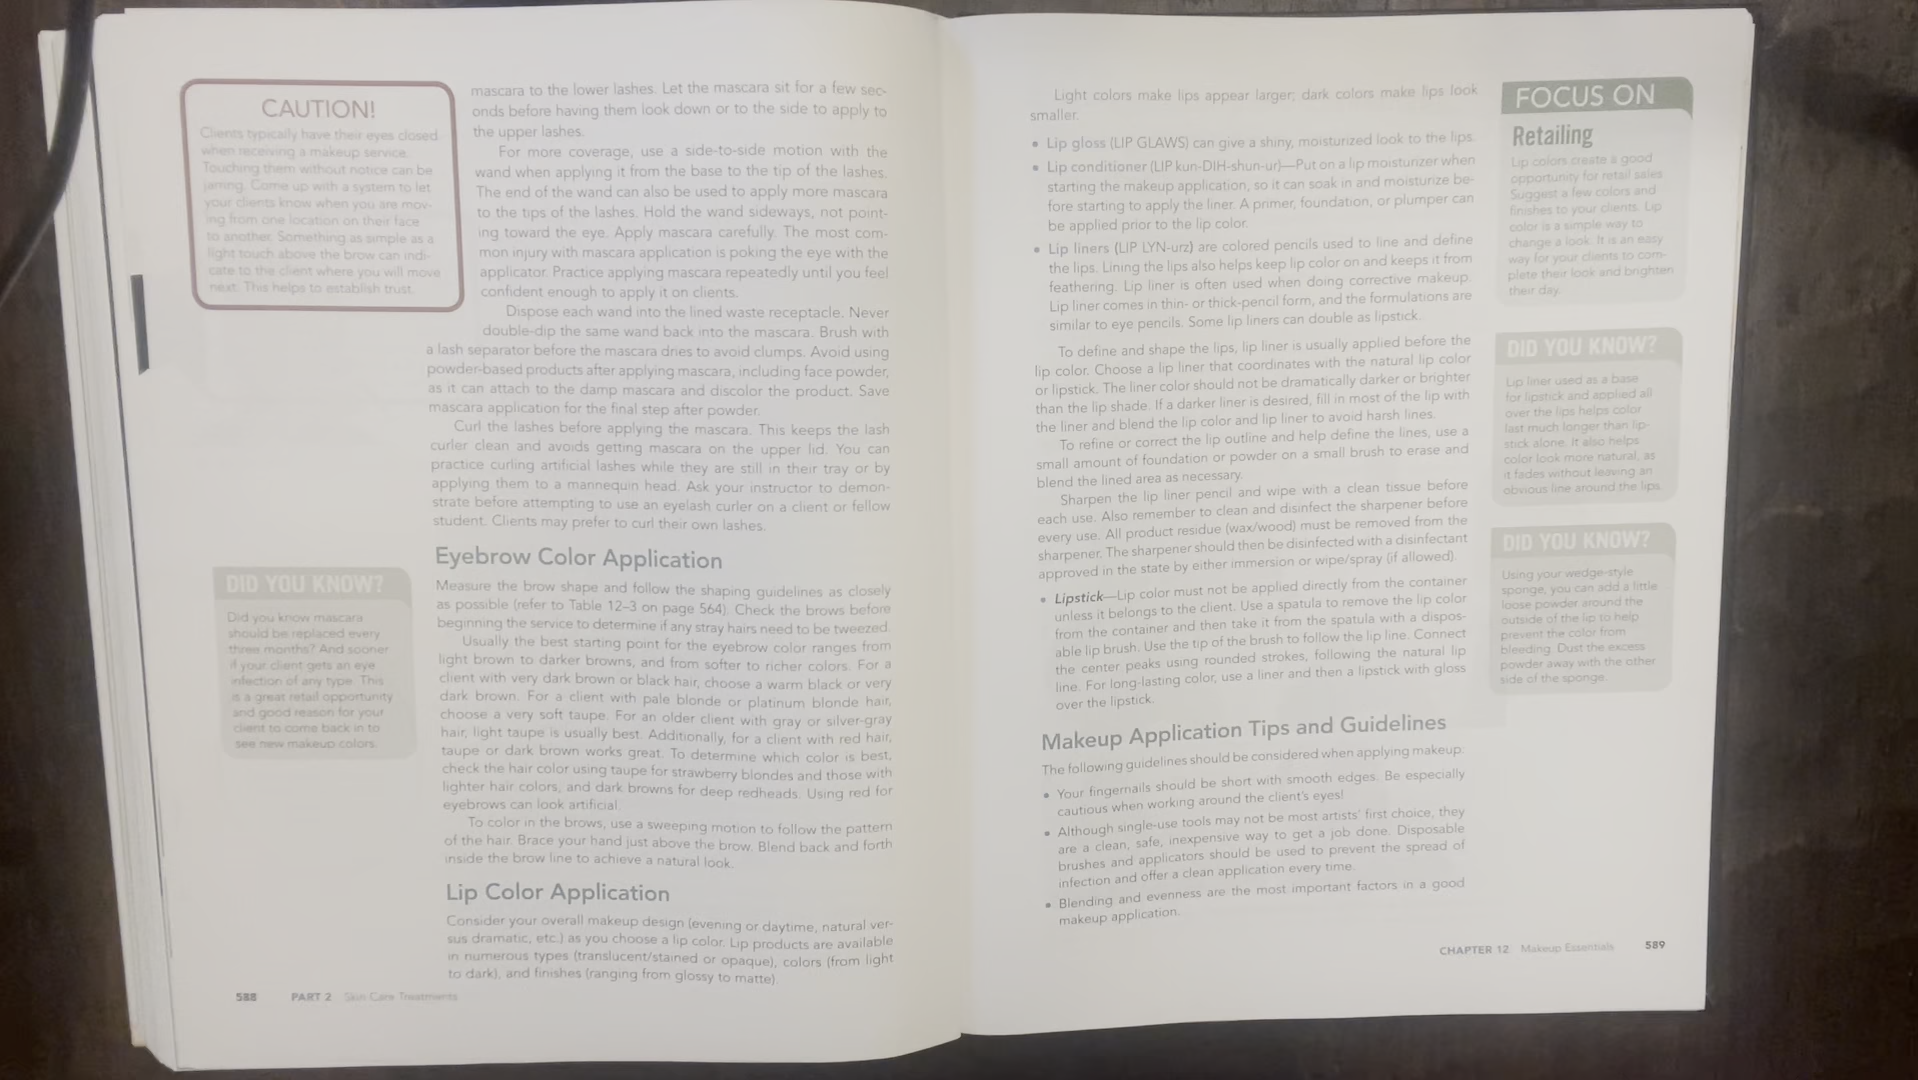 CAUTION!
Clients typically have their eyes closed
when receiving a makeup service.
Touching them without notice can be
jarring. Come up with a system to let
your clients know when you are mov-
ing from one location on their face
to another. Something as simple as a
light touch above the brow can indi-
cate to the client where you will move
next. This helps to establish trust.
mascara to the lower lashes. Let the mascara sit for a few sec-
onds before having them look down or to the side to apply to
the upper lashes.
For more coverage, use a side-to-side motion with the
wand when applying it from the base to the tip of the lashes.
The end of the wand can also be used to apply more mascara
to the tips of the lashes. Hold the wand sideways, not point-
ing toward the eye. Apply mascara carefully. The most com-
mon injury with mascara application is poking the eye with the
applicator. Practice applying mascara repeatedly until you feel
confident enough to apply it on clients.
Dispose each wand into the lined waste receptacle. Never
double-dip the same wand back into the mascara. Brush with
a lash separator before the mascara dries to avoid clumps. Avoid using
powder-based products after applying mascara, including face powder,
as it can attach to the damp mascara and discolor the product. Save
mascara application for the final step after powder.
Curl the lashes before applying the mascara. This keeps the lash
curler clean and avoids getting mascara on the upper lid. You can
practice curling artificial lashes while they are still in their tray or by
applying them to a mannequin head. Ask your instructor to demon-
strate before attempting to use an eyelash curler on a client or fellow
student. Clients may prefer to curl their own lashes.
DID YOU KNOW?
Did you know mascara
should be replaced every
three months? And sooner
if your client gets an eye
infection of any type. This
is a great retail opportunity
and good reason for your
client to come back in to
see new makeup colors.
Eyebrow Color Application
Measure the brow shape and follow the shaping guidelines as closely
as possible (refer to Table 12–3 on page 564). Check the brows before
beginning the service to determine if any stray hairs need to be tweezed.
Usually the best starting point for the eyebrow color ranges from
light brown to darker browns, and from softer to richer colors. For a
client with very dark brown or black hair, choose a warm black or very
dark brown. For a client with pale blonde or platinum blonde hair,
choose a very soft taupe. For an older client with gray or silver-gray
hair, light taupe is usually best. Additionally, for a client with red hair,
taupe or dark brown works great. To determine which color is best,
check the hair color using taupe for strawberry blondes and those with
lighter hair colors, and dark browns for deep redheads. Using red for
eyebrows can look artificial.
To color in the brows, use a sweeping motion to follow the pattern
of the hair. Brace your hand just above the brow. Blend back and forth
inside the brow line to achieve a natural look.
Lip Color Application
Consider your overall makeup design (evening or daytime, natural ver-
sus dramatic, etc.) as you choose a lip color. Lip products are available
in numerous types (translucent/stained or opaque), colors (from light
to dark), and finishes (ranging from glossy to matte).
588 PART 2 Skin Care Treatments
Light colors make lips appear larger; dark colors make lips look
smaller.
• Lip gloss (LIP GLAWS) can give a shiny, moisturized look to the lips.
• Lip conditioner (LIP kun-DIH-shun-ur)—Put on a lip moisturizer when
starting the makeup application, so it can soak in and moisturize be-
fore starting to apply the liner. A primer, foundation, or plumper can
be applied prior to the lip color.
• Lip liners (LIP LYN-urz) are colored pencils used to line and define
the lips. Lining the lips also helps keep lip color on and keeps it from
feathering. Lip liner is often used when doing corrective makeup.
Lip liner comes in thin- or thick-pencil form, and the formulations are
similar to eye pencils. Some lip liners can double as lipstick.
To define and shape the lips, lip liner is usually applied before the
lip color. Choose a lip liner that coordinates with the natural lip color
or lipstick. The liner color should not be dramatically darker or brighter
than the lip shade. If a darker liner is desired, fill in most of the lip with
the liner and blend the lip color and lip liner to avoid harsh lines.
To refine or correct the lip outline and help define the lines, use a
small amount of foundation or powder on a small brush to erase and
blend the lined area as necessary.
Sharpen the lip liner pencil and wipe with a clean tissue before
each use. Also remember to clean and disinfect the sharpener before
every use. All product residue (wax/wood) must be removed from the
sharpener. The sharpener should then be disinfected with a disinfectant
approved in the state by either immersion or wipe/spray (if allowed).
• Lipstick—Lip color must not be applied directly from the container
unless it belongs to the client. Use a spatula to remove the lip color
from the container and then take it from the spatula with a dispos-
able lip brush. Use the tip of the brush to follow the lip line. Connect
the center peaks using rounded strokes, following the natural lip
line. For long-lasting color, use a liner and then a lipstick with gloss
over the lipstick.
Makeup Application Tips and Guidelines
The following guidelines should be considered when applying makeup:
• Your fingernails should be short with smooth edges. Be especially
cautious when working around the client's eyes!
• Although single-use tools may not be most artists' first choice, they
are a clean, safe, inexpensive way to get a job done. Disposable
brushes and applicators should be used to prevent the spread of
infection and offer a clean application every time.
• Blending and evenness are the most important factors in a good
makeup application.
FOCUS ON
Retailing
Lip colors create a good
opportunity for retail sales.
Suggest a few colors and
finishes to your clients. Lip
color is a simple way to
change a look. It is an easy
way for your clients to com-
plete their look and brighten
their day.
DID YOU KNOW?
Lip liner used as a base
for lipstick and applied all
over the lips helps color
last much longer than lip-
stick alone. It also helps
color look more natural, as
it fades without leaving an
obvious line around the lips.
DID YOU KNOW?
Using your wedge-style
sponge, you can add a little
loose powder around the
outside of the lip to help
prevent the color from
bleeding. Dust the excess
powder away with the other
side of the sponge.
CHAPTER 12 Makeup Essentials 589